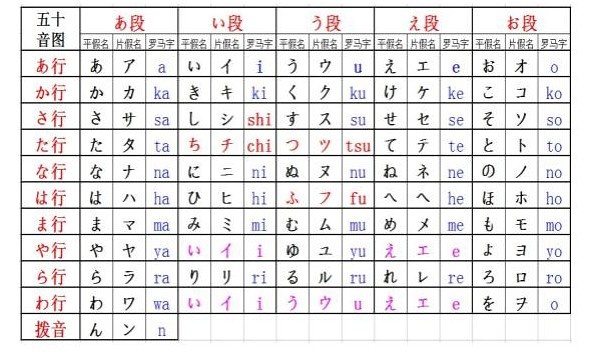 五十音图 あ段 い段 う段 え段 お段
平假名 片假名 罗马字 平假名 片假名 罗马字 平假名 片假名 罗马字 平假名 片假名 罗马字 平假名 片假名 罗马字
あ行 あ ア a い イ i う ウ u え エ e お オ o
か行 か カ ka き キ ki く ク ku け ケ ke こ コ ko
さ行 さ サ sa し シ shi す ス su せ セ se そ ソ so
た行 た タ ta ち チ chi つ ツ tsu て テ te と ト to
な行 な ナ na に ニ ni ぬ ヌ nu ね ネ ne の ノ no
は行 は ハ ha ひ ヒ hi ふ フ fu へ ヘ he ほ ホ ho
ま行 ま マ ma み ミ mi む ム mu め メ me も モ mo
や行 や ヤ ya い イ i ゆ ユ yu え エ e よ ヨ yo
ら行 ら ラ ra り リ ri る ル ru れ レ re ろ ロ ro
わ行 わ ワ wa い イ i う ウ u え エ e を ヲ o
拨音 ん ン n